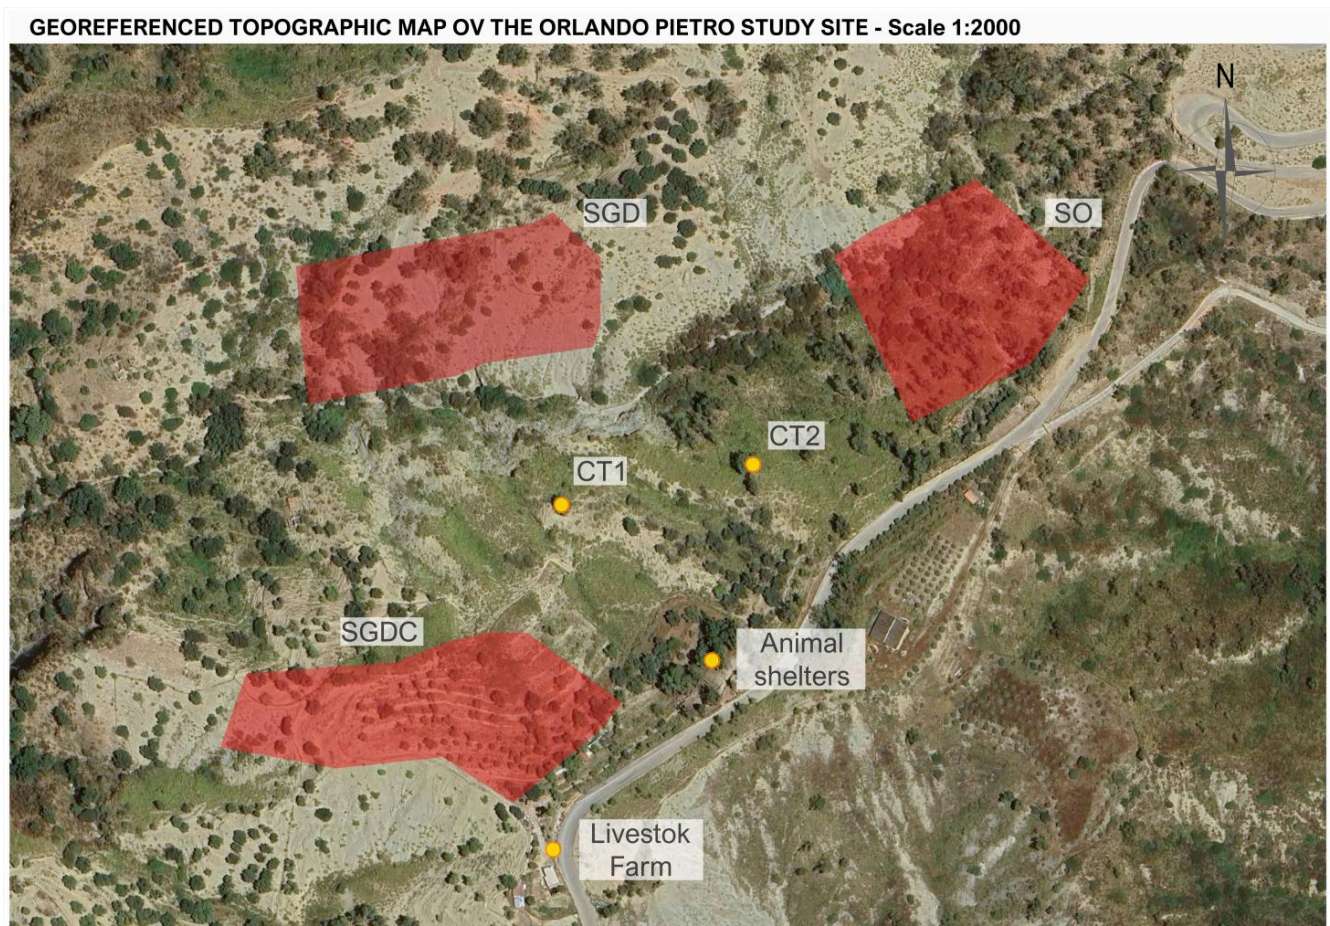 GEOREFERENCED TOPOGRAPHIC MAP OV THE ORLANDO PIETRO STUDY SITE - Scale 1:2000
N
SGD
SO
CT2
CT1
SGDC
Animal
shelters
Livestok
Farm